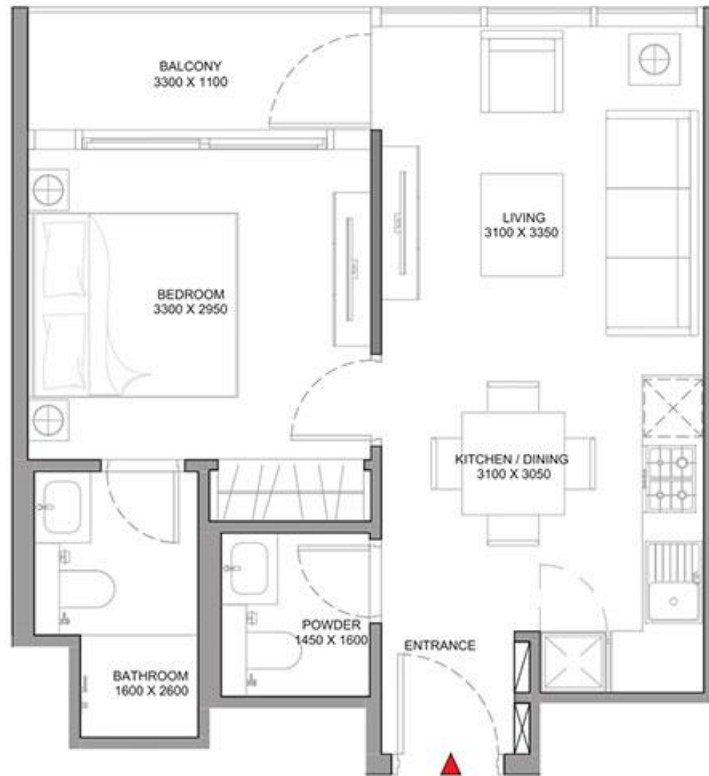 BALCONY
3300 X 1100
LIVING
3100 X 3350
BEDROOM
3300 X 2950
KITCHEN / DINING
3100 X 3050
POWDER
1450 X 1600
ENTRANCE
BATHROOM
1600 X 2600